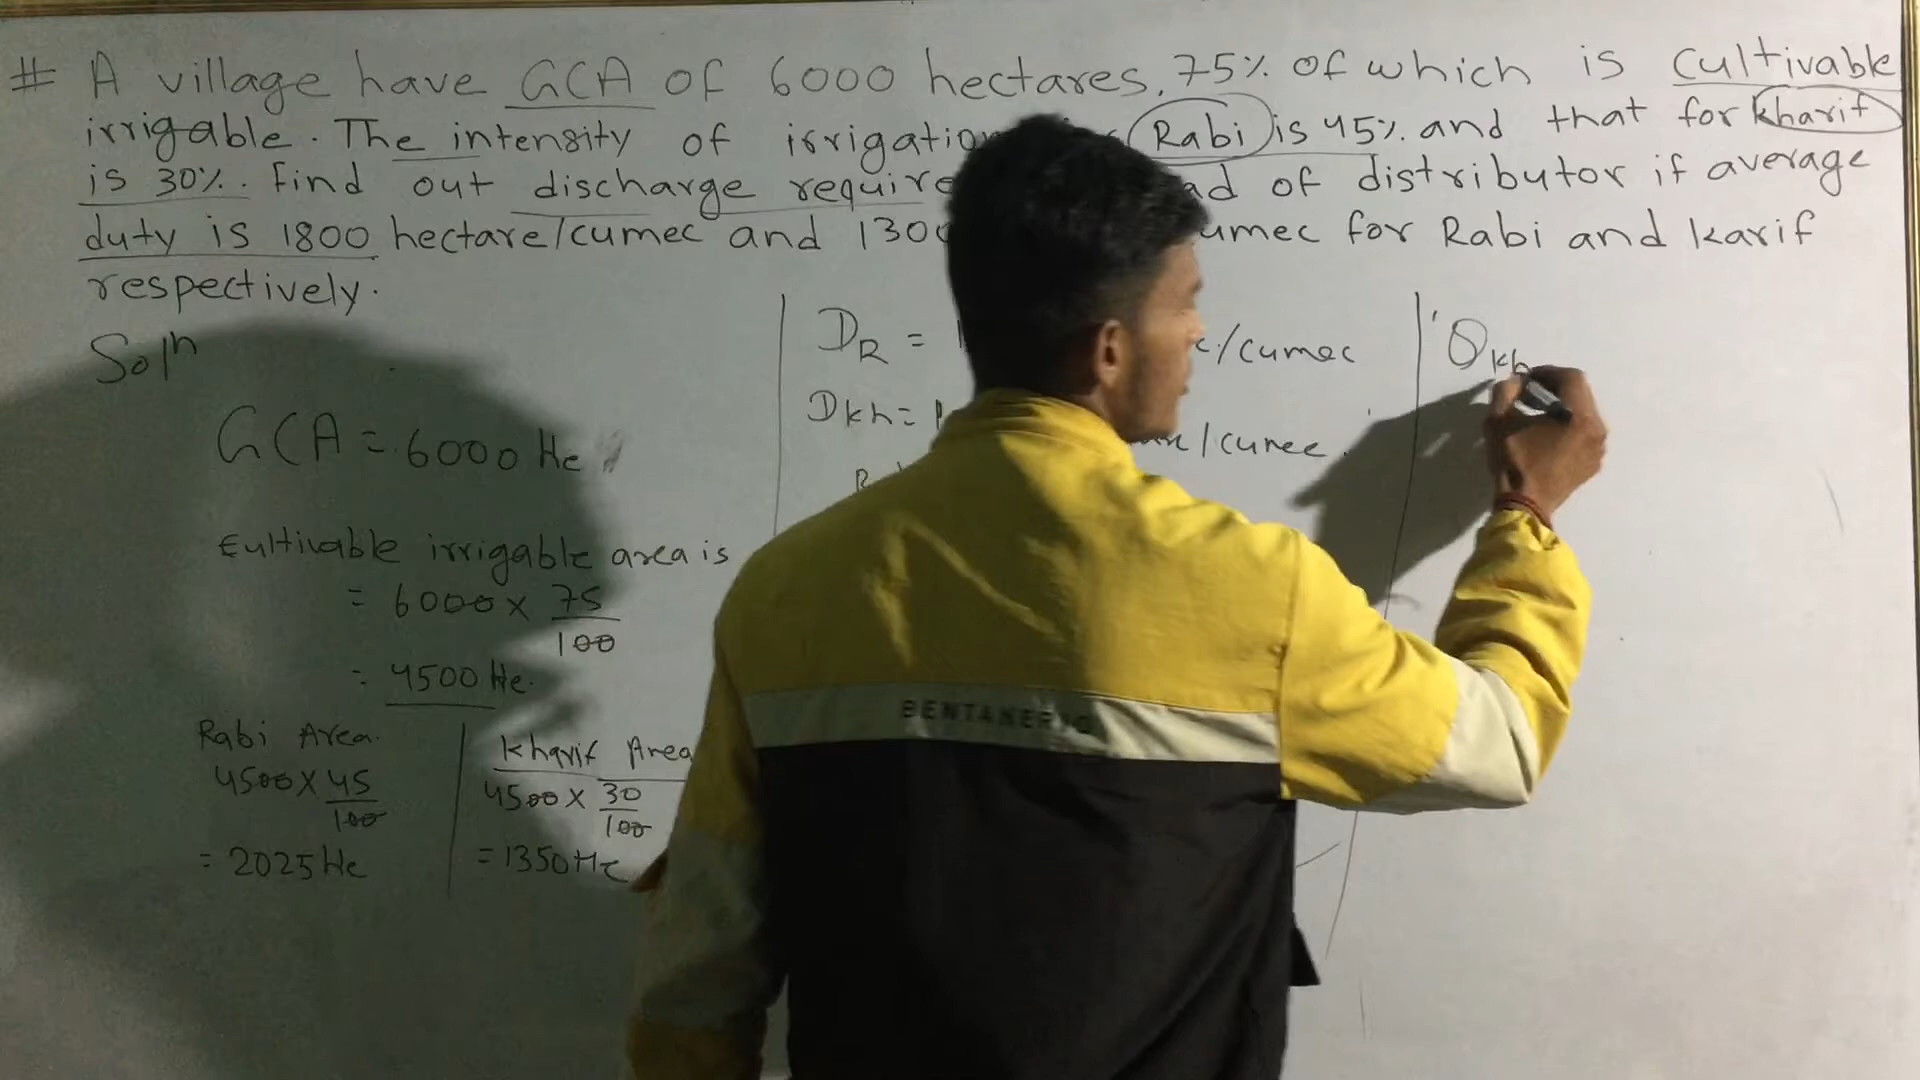 # A village have GCA of 6000 hectares. 75% of which is cultivable
irrigable. The intensity of irrigation Rabi is 45% and that for kharif
is 30%. Find out discharge require ad of distributor if average
duty is 1800 hectare/cumec and 130 umec for Rabi and karif
respectively.
Soln
GCA = 6000 He
Cultivable irrigable area is
= 6000 × 75
100
= 4500 He.
Rabi Area.
4500 × 45
100
= 2025 He
kharif Area
4500 × 30
100
= 1350 He
DR = c/cumec
Dkh = /cumec.
R
Qkh
BENTAKER